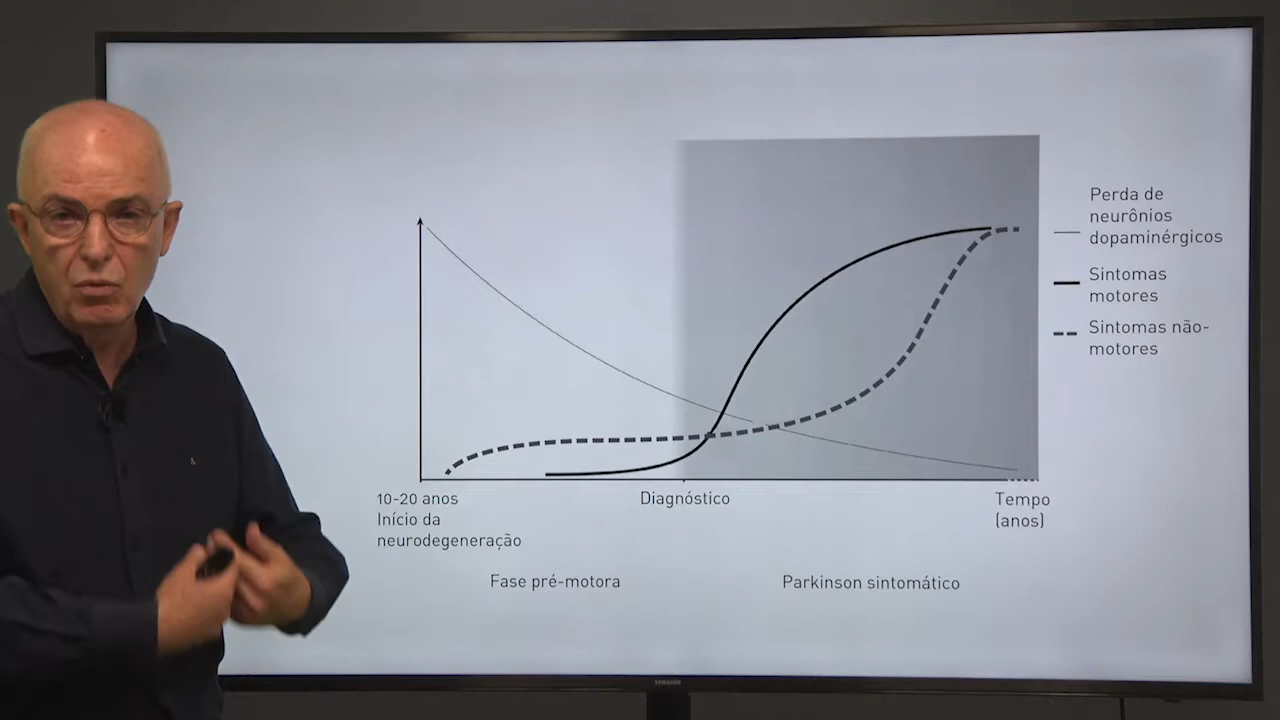 Perda de
neurônios
dopaminérgicos
Sintomas
motores
Sintomas não-
motores
10-20 anos
Início da
neurodegeneração
Diagnóstico
Tempo
(anos)
Fase pré-motora
Parkinson sintomático
SAMSUNG